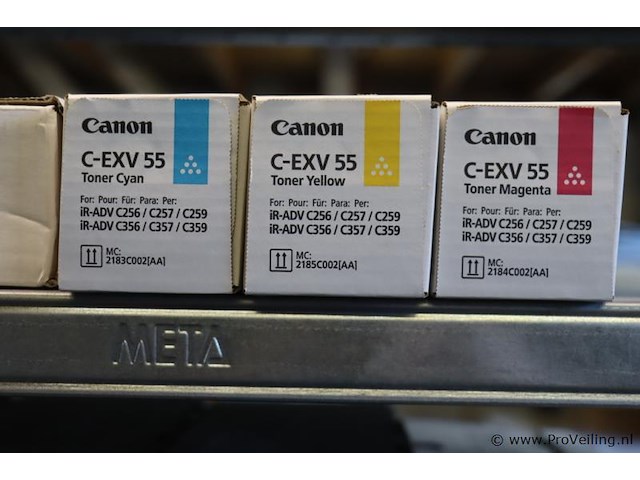 Canon
C-EXV 55
Toner Cyan
For: Pour: Für: Para: Per:
iR-ADV C256 / C257 / C259
iR-ADV C356 / C357 / C359
MC:
2183C002[AA]
Canon
C-EXV 55
Toner Yellow
For: Pour: Für: Para: Per:
iR-ADV C256 / C257 / C259
iR-ADV C356 / C357 / C359
MC:
2185C002[AA]
Canon
C-EXV 55
Toner Magenta
For: Pour: Für: Para: Per:
iR-ADV C256 / C257 / C259
iR-ADV C356 / C357 / C359
MC:
2184C002[AA]
META
© www.ProVeiling.nl